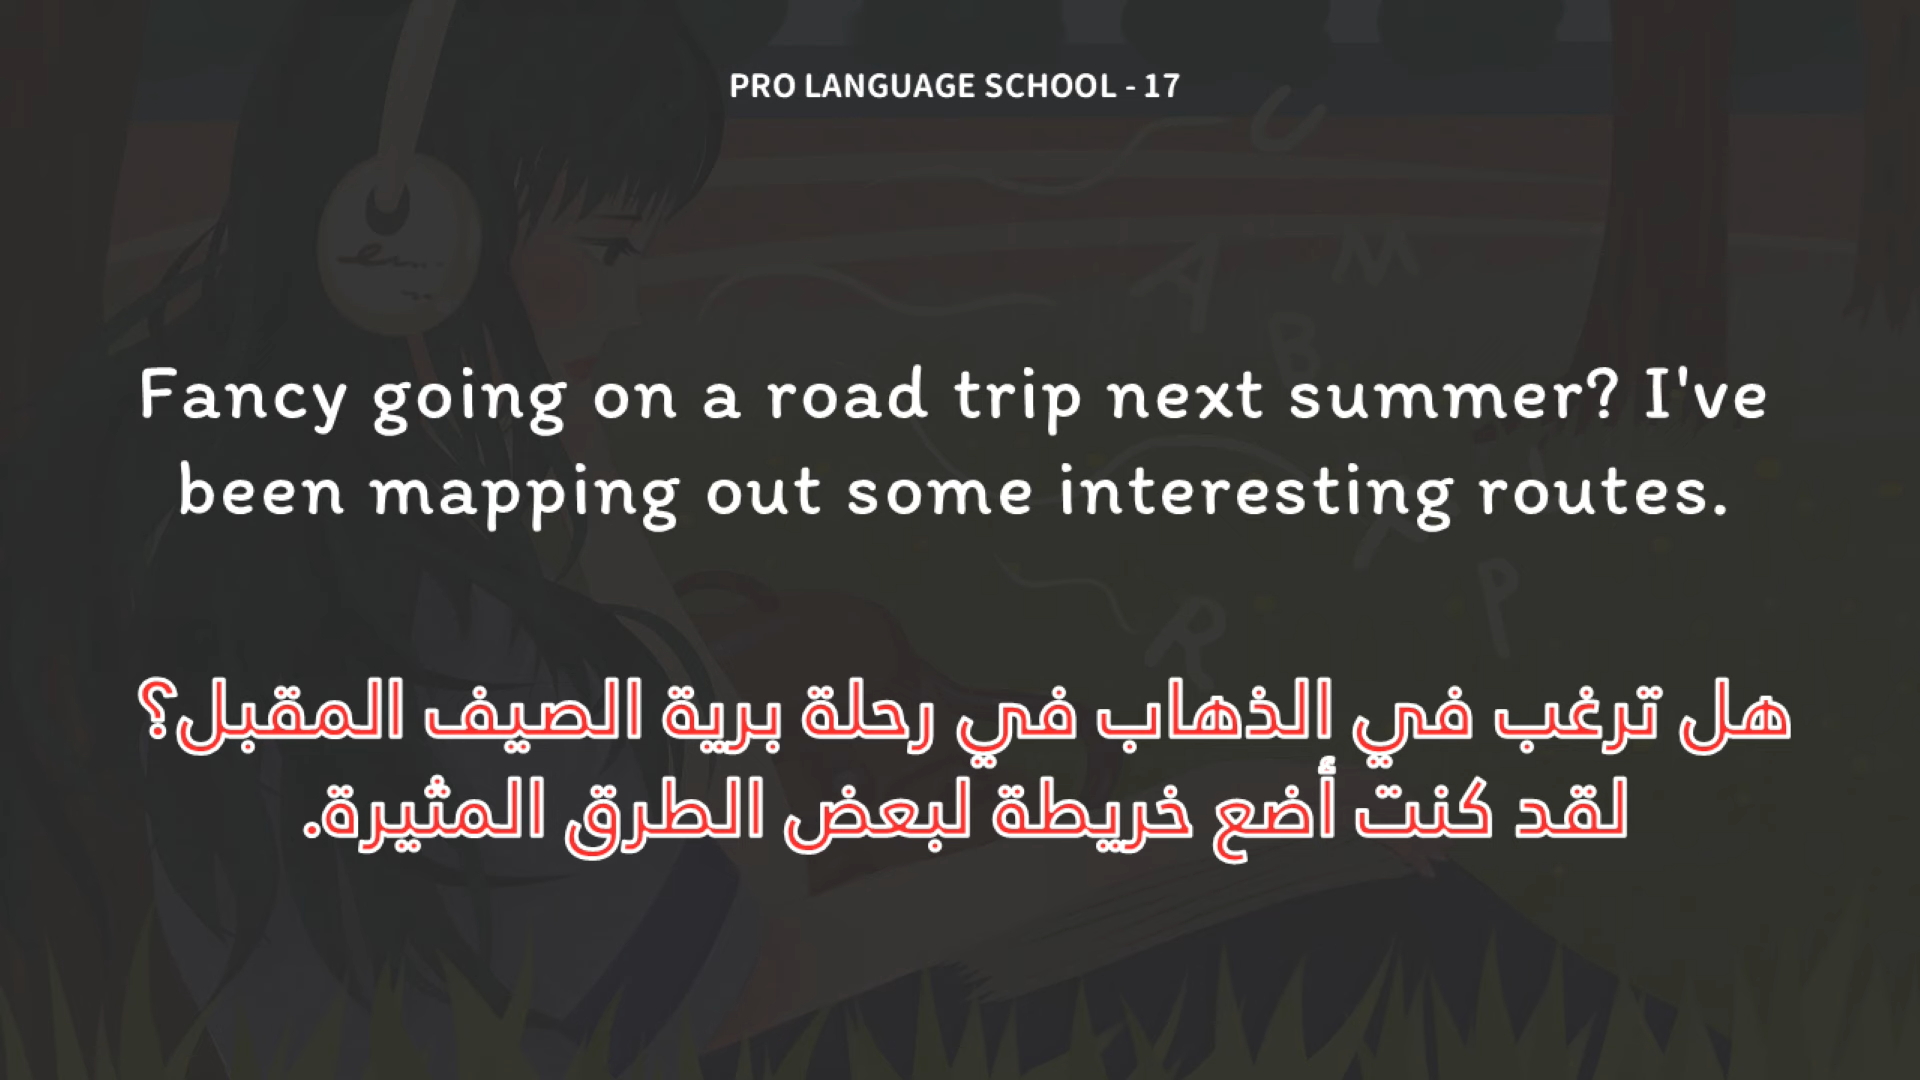 PRO LANGUAGE SCHOOL - 17
Fancy going on a road trip next summer? I've
been mapping out some interesting routes.
هل ترغب في الذهاب في رحلة برية الصيف المقبل؟
لقد كنت أضع خريطة لبعض الطرق المثيرة.
U
A M
B
R P